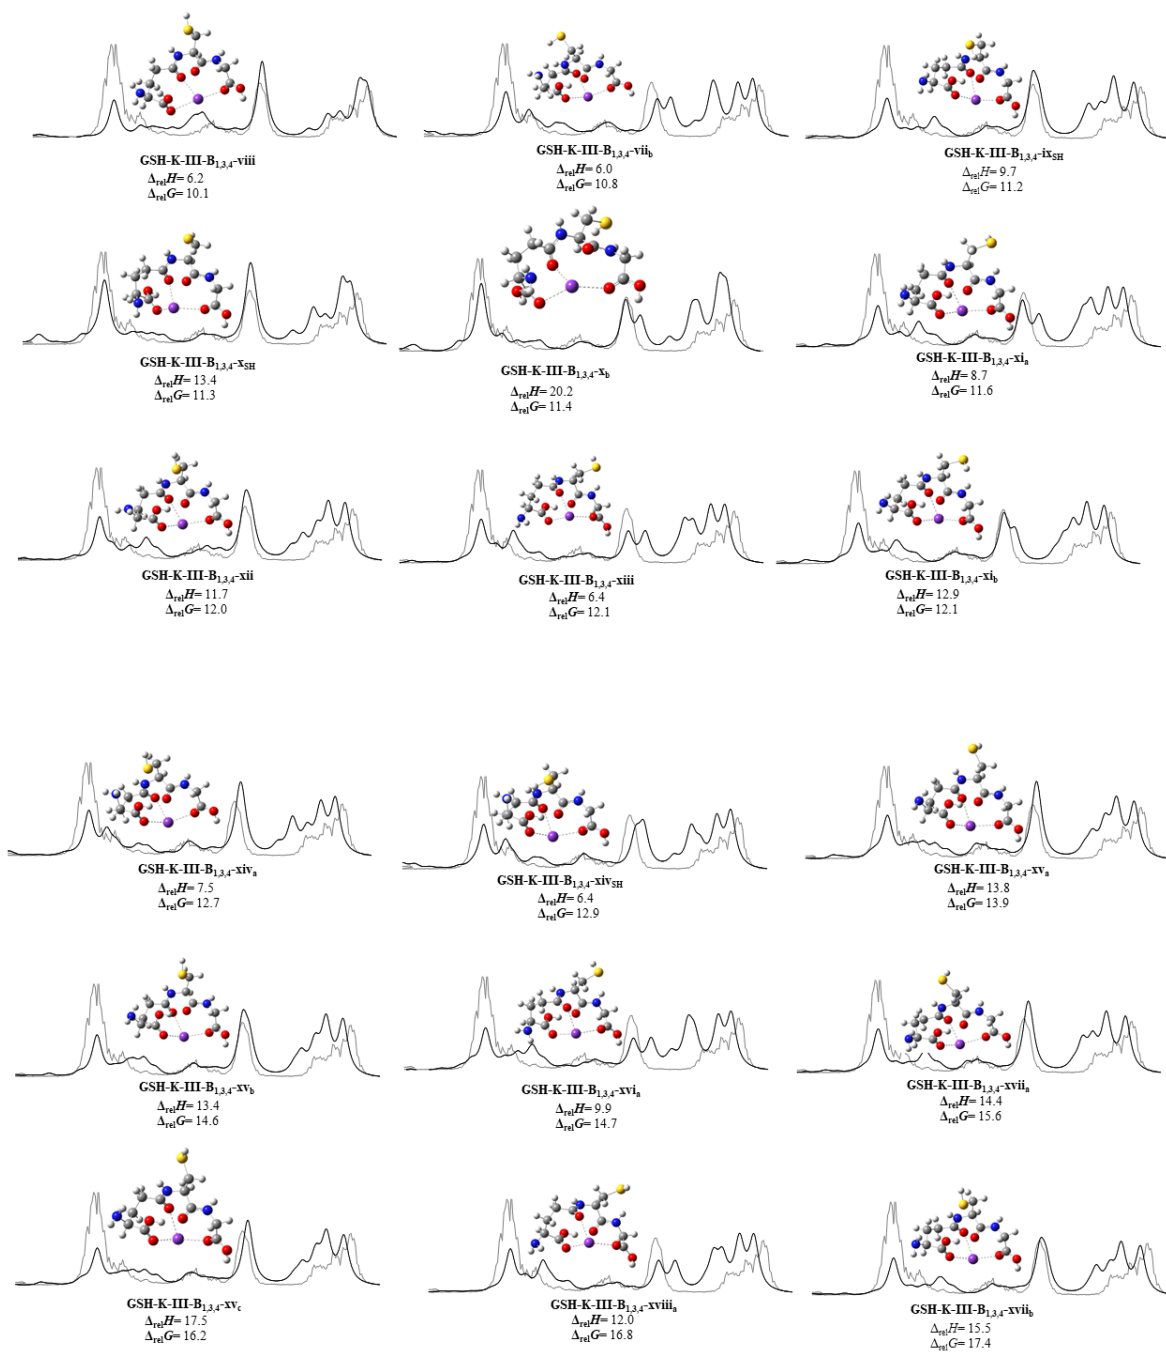 GSH-K-III-B1,3,4-viii
ΔrelH= 6.2
ΔrelG= 10.1
GSH-K-III-B1,3,4-viib
ΔrelH= 6.0
ΔrelG= 10.8
GSH-K-III-B1,3,4-ixSH
ΔrelH= 9.7
ΔrelG= 11.2
GSH-K-III-B1,3,4-xSH
ΔrelH= 13.4
ΔrelG= 11.3
GSH-K-III-B1,3,4-xb
ΔrelH= 20.2
ΔrelG= 11.4
GSH-K-III-B1,3,4-xia
ΔrelH= 8.7
ΔrelG= 11.6
GSH-K-III-B1,3,4-xii
ΔrelH= 11.7
ΔrelG= 12.0
GSH-K-III-B1,3,4-xiii
ΔrelH= 6.4
ΔrelG= 12.1
GSH-K-III-B1,3,4-xib
ΔrelH= 12.9
ΔrelG= 12.1
GSH-K-III-B1,3,4-xiva
ΔrelH= 7.5
ΔrelG= 12.7
GSH-K-III-B1,3,4-xivSH
ΔrelH= 6.4
ΔrelG= 12.9
GSH-K-III-B1,3,4-xva
ΔrelH= 13.8
ΔrelG= 13.9
GSH-K-III-B1,3,4-xvb
ΔrelH= 13.4
ΔrelG= 14.6
GSH-K-III-B1,3,4-xvia
ΔrelH= 9.9
ΔrelG= 14.7
GSH-K-III-B1,3,4-xviia
ΔrelH= 14.4
ΔrelG= 15.6
GSH-K-III-B1,3,4-xvc
ΔrelH= 17.5
ΔrelG= 16.2
GSH-K-III-B1,3,4-xviiia
ΔrelH= 12.0
ΔrelG= 16.8
GSH-K-III-B1,3,4-xviib
ΔrelH= 15.5
ΔrelG= 17.4